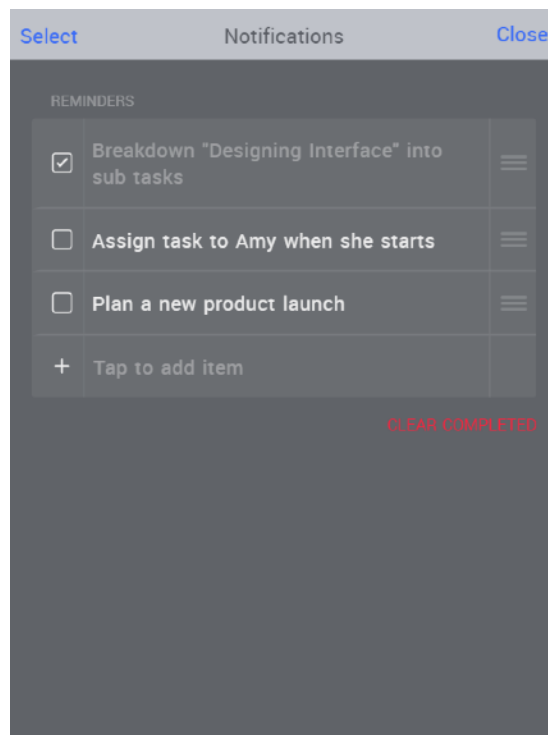 Select
Notifications
Close
REMINDERS
Breakdown "Designing Interface" into
sub tasks
Assign task to Amy when she starts
Plan a new product launch
+ Tap to add item
CLEAR COMPLETED